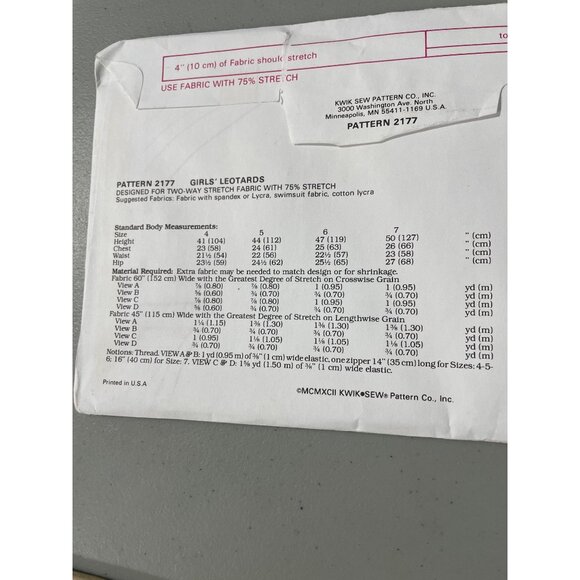 to
4" (10 cm) of Fabric should stretch
USE FABRIC WITH 75% STRETCH
KWIK SEW PATTERN CO., INC.
3000 Washington Ave. North
Minneapolis, MN 55411-1169 U.S.A.
PATTERN 2177
PATTERN 2177 GIRLS' LEOTARDS
DESIGNED FOR TWO-WAY STRETCH FABRIC WITH 75% STRETCH
Suggested Fabrics: Fabric with spandex or Lycra, swimsuit fabric, cotton lycra
Standard Body Measurements:
Size 4 5 6 7
Height 41 (104) 44 (112) 47 (119) 50 (127) " (cm)
Chest 23 (58) 24 (61) 25 (63) 26 (66) " (cm)
Waist 21½ (54) 22 (56) 22½ (57) 23 (58) " (cm)
Hip 23½ (59) 24½ (62) 25½ (65) 27 (68) " (cm)
Material Required: Extra fabric may be needed to match design or for shrinkage.
Fabric 60" (152 cm) Wide with the Greatest Degree of Stretch on Crosswise Grain
View A ⅞ (0.80) ⅞ (0.80) 1 (0.95) 1 (0.95) yd (m)
View B ⅝ (0.60) ¾ (0.70) ¾ (0.70) ¾ (0.70) yd (m)
View C ⅞ (0.80) ⅞ (0.80) 1 (0.95) 1 (0.95) yd (m)
View D ⅝ (0.60) ¾ (0.70) ¾ (0.70) ¾ (0.70) yd (m)
Fabric 45" (115 cm) Wide with the Greatest Degree of Stretch on Lengthwise Grain
View A 1¼ (1.15) 1⅜ (1.30) 1⅜ (1.30) 1⅜ (1.30) yd (m)
View B ¾ (0.70) ¾ (0.70) ¾ (0.70) ¾ (0.70) yd (m)
View C 1 (0.95) 1⅛ (1.05) 1⅛ (1.05) 1⅛ (1.05) yd (m)
View D ¾ (0.70) ¾ (0.70) ¾ (0.70) ¾ (0.70) yd (m)
Notions: Thread. VIEW A & B: 1 yd (0.95 m) of ⅜" (1 cm) wide elastic, one zipper 14" (35 cm) long for Sizes: 4-5-
6; 16" (40 cm) for Size: 7. VIEW C & D: 1⅝ yd (1.50 m) of ⅜" (1 cm) wide elastic.
Printed in U.S.A
©MCMXCII KWIK•SEW® Pattern Co., Inc.